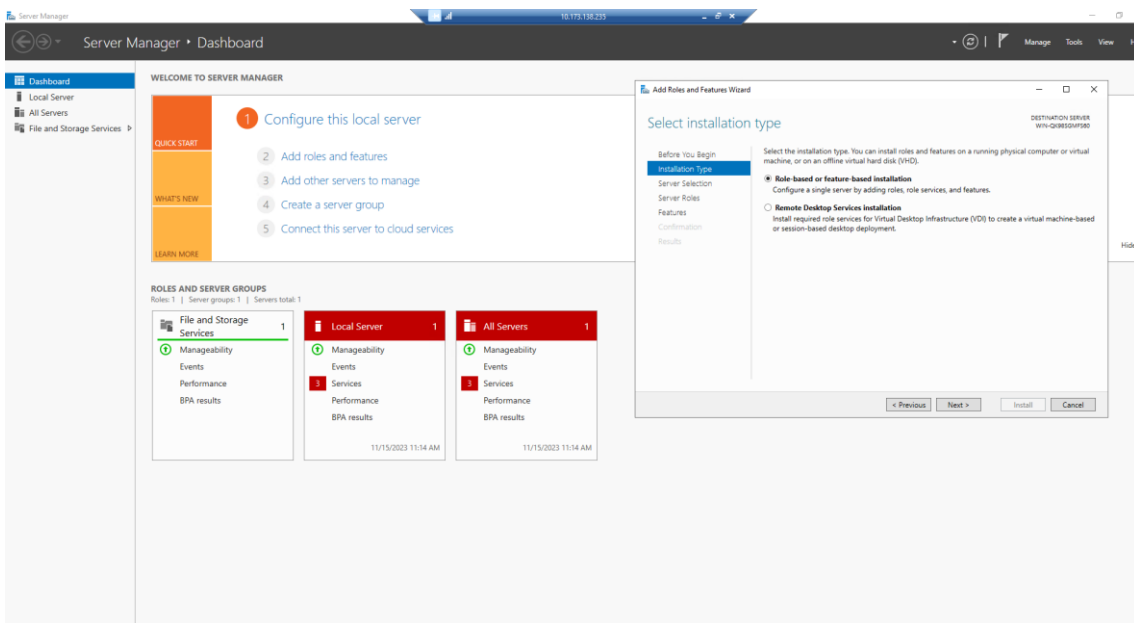 Server Manager
10.173.138.235
Server Manager • Dashboard
Manage Tools View
Dashboard
Local Server
All Servers
File and Storage Services
WELCOME TO SERVER MANAGER
QUICK START
WHAT'S NEW
LEARN MORE
1 Configure this local server
2 Add roles and features
3 Add other servers to manage
4 Create a server group
5 Connect this server to cloud services
Hide
ROLES AND SERVER GROUPS
Roles: 1 | Server groups: 1 | Servers total: 1
File and Storage
Services
1
Manageability
Events
Performance
BPA results
Local Server 1
Manageability
Events
3 Services
Performance
BPA results
11/15/2023 11:14 AM
All Servers 1
Manageability
Events
3 Services
Performance
BPA results
11/15/2023 11:14 AM
Add Roles and Features Wizard
Select installation type
DESTINATION SERVER
Before You Begin
Installation Type
Server Selection
Server Roles
Features
Confirmation
Results
Select the installation type. You can install roles and features on a running physical computer or virtual
machine, or on an offline virtual hard disk (VHD).
Role-based or feature-based installation
Configure a single server by adding roles, role services, and features.
Remote Desktop Services installation
Install required role services for Virtual Desktop Infrastructure (VDI) to create a virtual machine-based
or session-based desktop deployment.
< Previous Next > Install Cancel